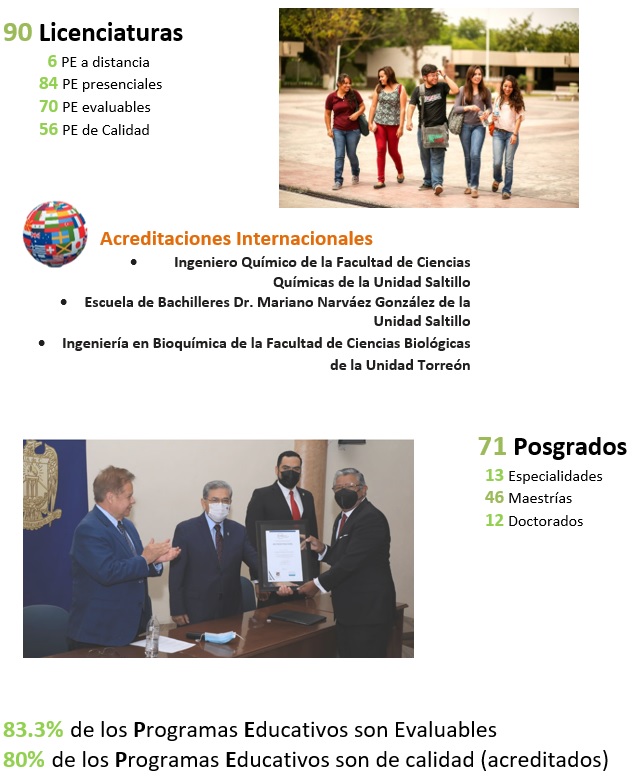 90 Licenciaturas
6 PE a distancia
84 PE presenciales
70 PE evaluables
56 PE de Calidad
Acreditaciones Internacionales
• Ingeniero Químico de la Facultad de Ciencias
Químicas de la Unidad Saltillo
• Escuela de Bachilleres Dr. Mariano Narváez González de la
Unidad Saltillo
• Ingeniería en Bioquímica de la Facultad de Ciencias Biológicas
de la Unidad Torreón
71 Posgrados
13 Especialidades
46 Maestrías
12 Doctorados
83.3% de los Programas Educativos son Evaluables
80% de los Programas Educativos son de calidad (acreditados)